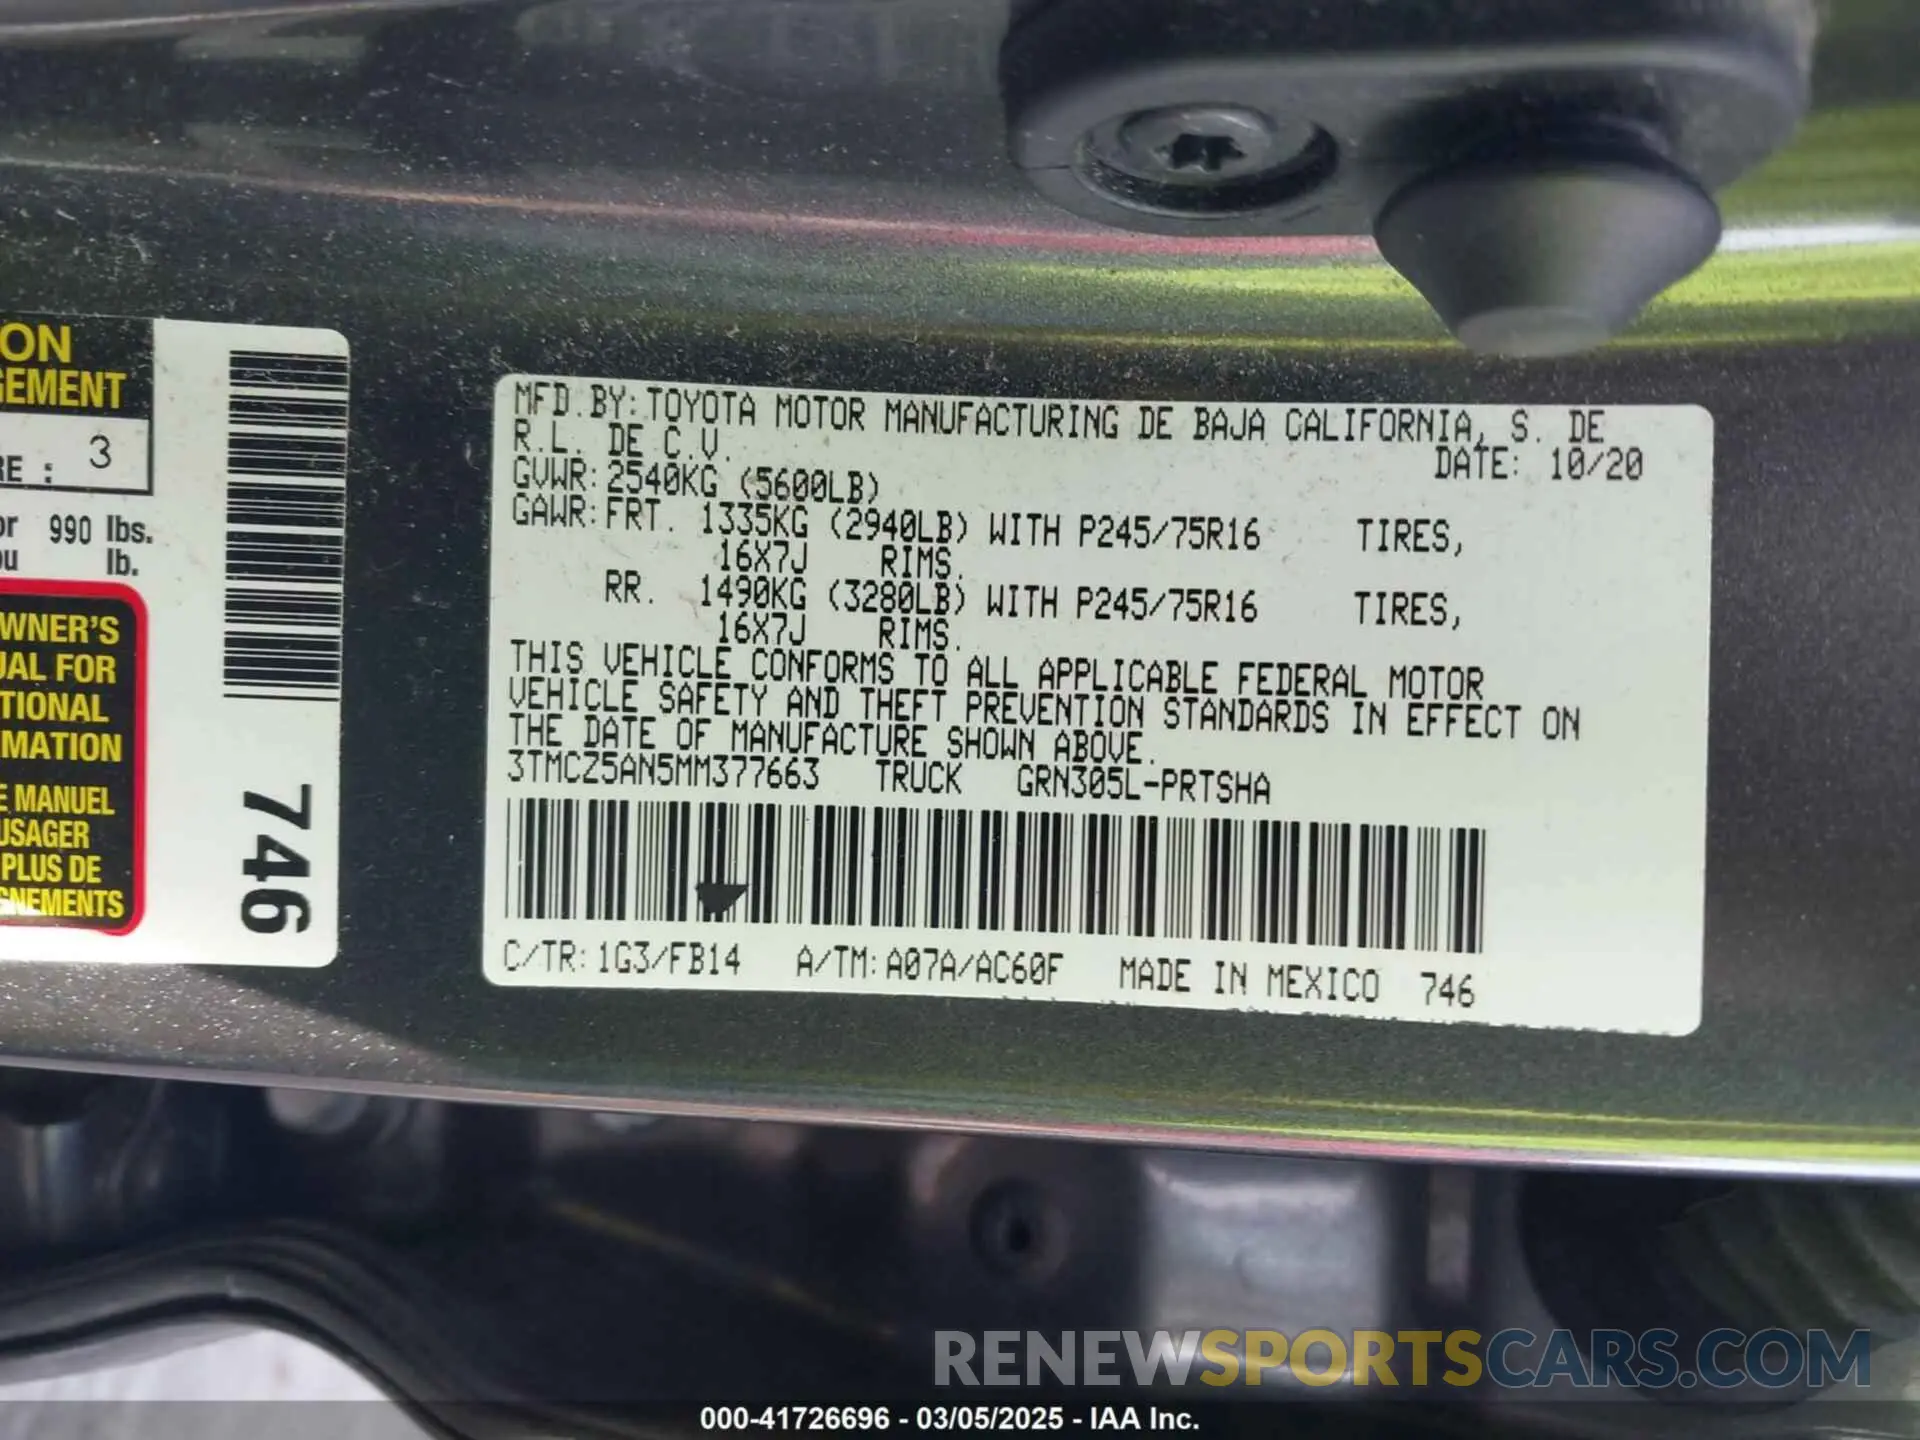 ON
GEMENT
RE : 3
or 990 lbs.
ou lb.
WNER'S
UAL FOR
TIONAL
MATION
E MANUEL
USAGER
PLUS DE
GNEMENTS
746
MFD. BY: TOYOTA MOTOR MANUFACTURING DE BAJA CALIFORNIA, S. DE
R.L. DE C.V. DATE: 10/20
GVWR: 2540KG (5600LB)
GAWR: FRT. 1335KG (2940LB) WITH P245/75R16 TIRES,
16X7J RIMS.
RR. 1490KG (3280LB) WITH P245/75R16 TIRES,
16X7J RIMS.
THIS VEHICLE CONFORMS TO ALL APPLICABLE FEDERAL MOTOR
VEHICLE SAFETY AND THEFT PREVENTION STANDARDS IN EFFECT ON
THE DATE OF MANUFACTURE SHOWN ABOVE.
3TMCZ5AN5MM377663 TRUCK GRN305L-PRTSHA
C/TR: 1G3/FB14 A/TM: A07A/AC60F MADE IN MEXICO 746
RENEWSPORTSCARS.COM
000-41726696 - 03/05/2025 - IAA Inc.